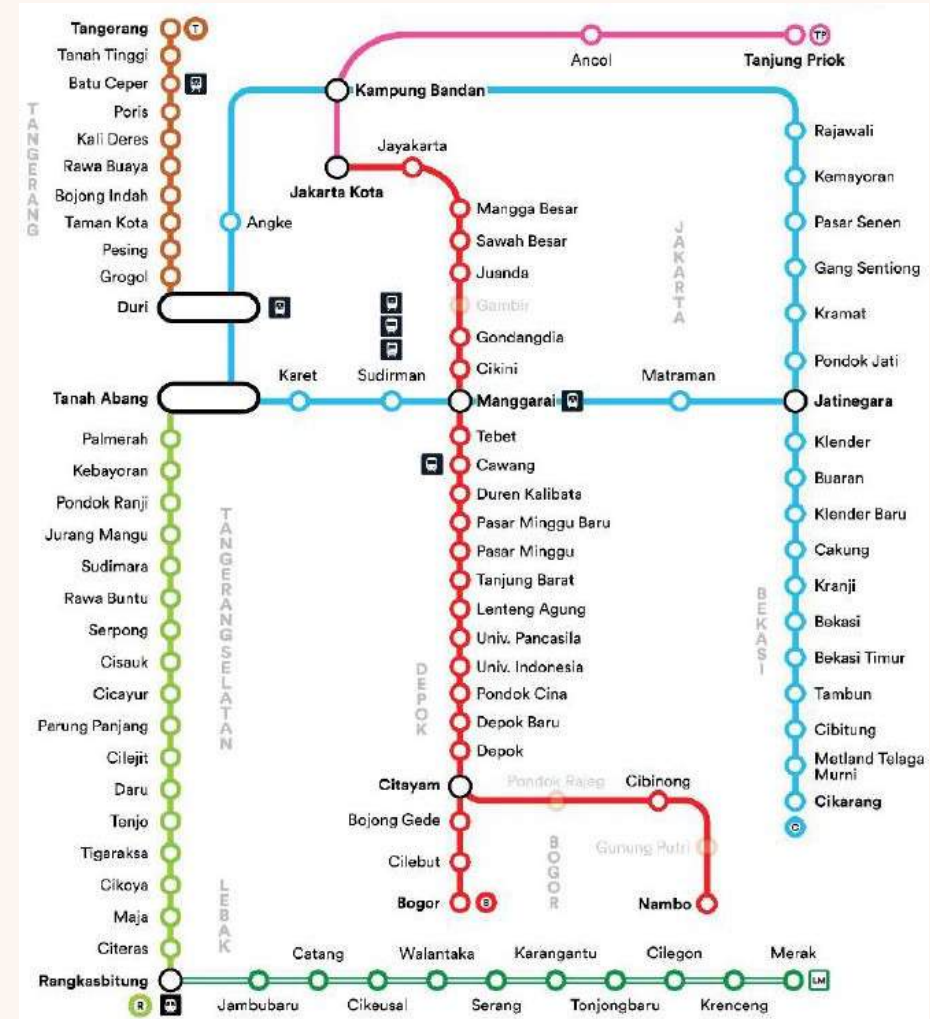 Tangerang
T
Tanah Tinggi
Batu Ceper
Poris
Kali Deres
Rawa Buaya
Bojong Indah
Taman Kota
Pesing
Grogol
Duri
TANGERANG
Ancol
Tanjung Priok
TP
Kampung Bandan
Jakarta Kota
Jayakarta
Angke
Mangga Besar
Sawah Besar
Juanda
Gambir
Gondangdia
Cikini
JAKARTA
Rajawali
Kemayoran
Pasar Senen
Gang Sentiong
Kramat
Pondok Jati
Tanah Abang
Karet
Sudirman
Manggarai
Matraman
Jatinegara
Palmerah
Kebayoran
Pondok Ranji
Jurang Mangu
Sudimara
Rawa Buntu
Serpong
Cisauk
Cicayur
Parung Panjang
Cilejit
Daru
Tenjo
Tigaraksa
Cikoya
Maja
Citeras
Rangkasbitung
R
TANGERANG SELATAN
LEBAK
Tebet
Cawang
Duren Kalibata
Pasar Minggu Baru
Pasar Minggu
Tanjung Barat
Lenteng Agung
Univ. Pancasila
Univ. Indonesia
Pondok Cina
Depok Baru
Depok
Citayam
Bojong Gede
Cilebut
Bogor
B
DEPOK
Pondok Rajeg
Cibinong
Gunung Putri
Nambo
BOGOR
Klender
Buaran
Klender Baru
Cakung
Kranji
Bekasi
Bekasi Timur
Tambun
Cibitung
Metland Telaga
Murni
Cikarang
C
BEKASI
Jambubaru
Catang
Cikeusal
Walantaka
Serang
Karangantu
Tonjongbaru
Cilegon
Krenceng
Merak
LM